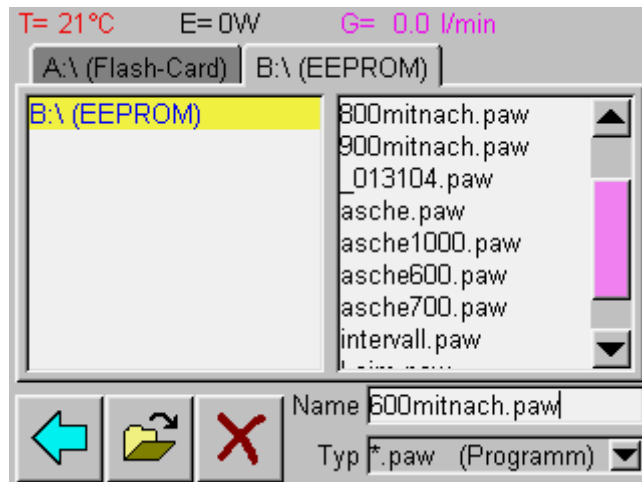 T= 21°C E= 0W G= 0.0 l/min
A:\ (Flash-Card) B:\ (EEPROM)
B:\ (EEPROM)
800mitnach.paw
900mitnach.paw
_013104.paw
asche.paw
asche1000.paw
asche600.paw
asche700.paw
intervall.paw
Name 600mitnach.paw
Typ *.paw (Programm)